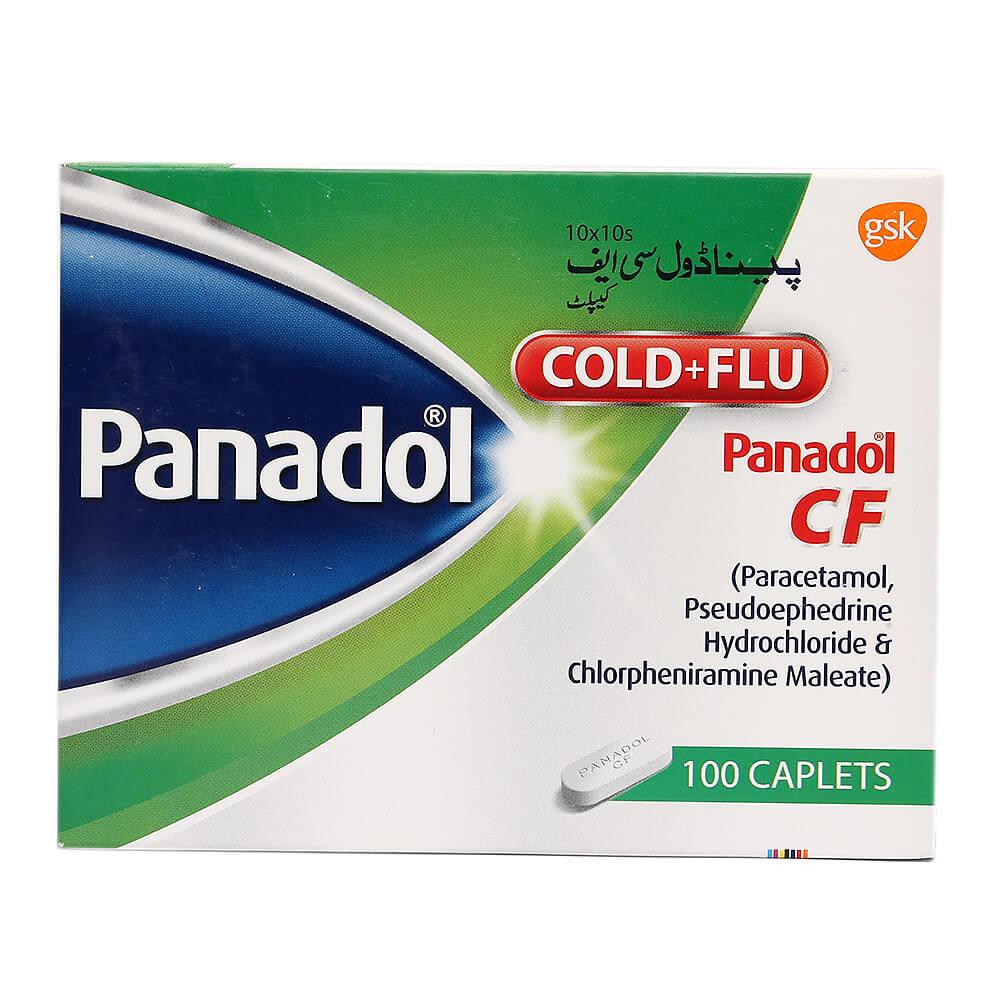 gsk
10x10s
پیناڈول سی ایف
کیپلٹ
COLD+FLU
Panadol®
Panadol®
CF
(Paracetamol,
Pseudoephedrine
Hydrochloride &
Chlorpheniramine Maleate)
PANADOL
CF
100 CAPLETS